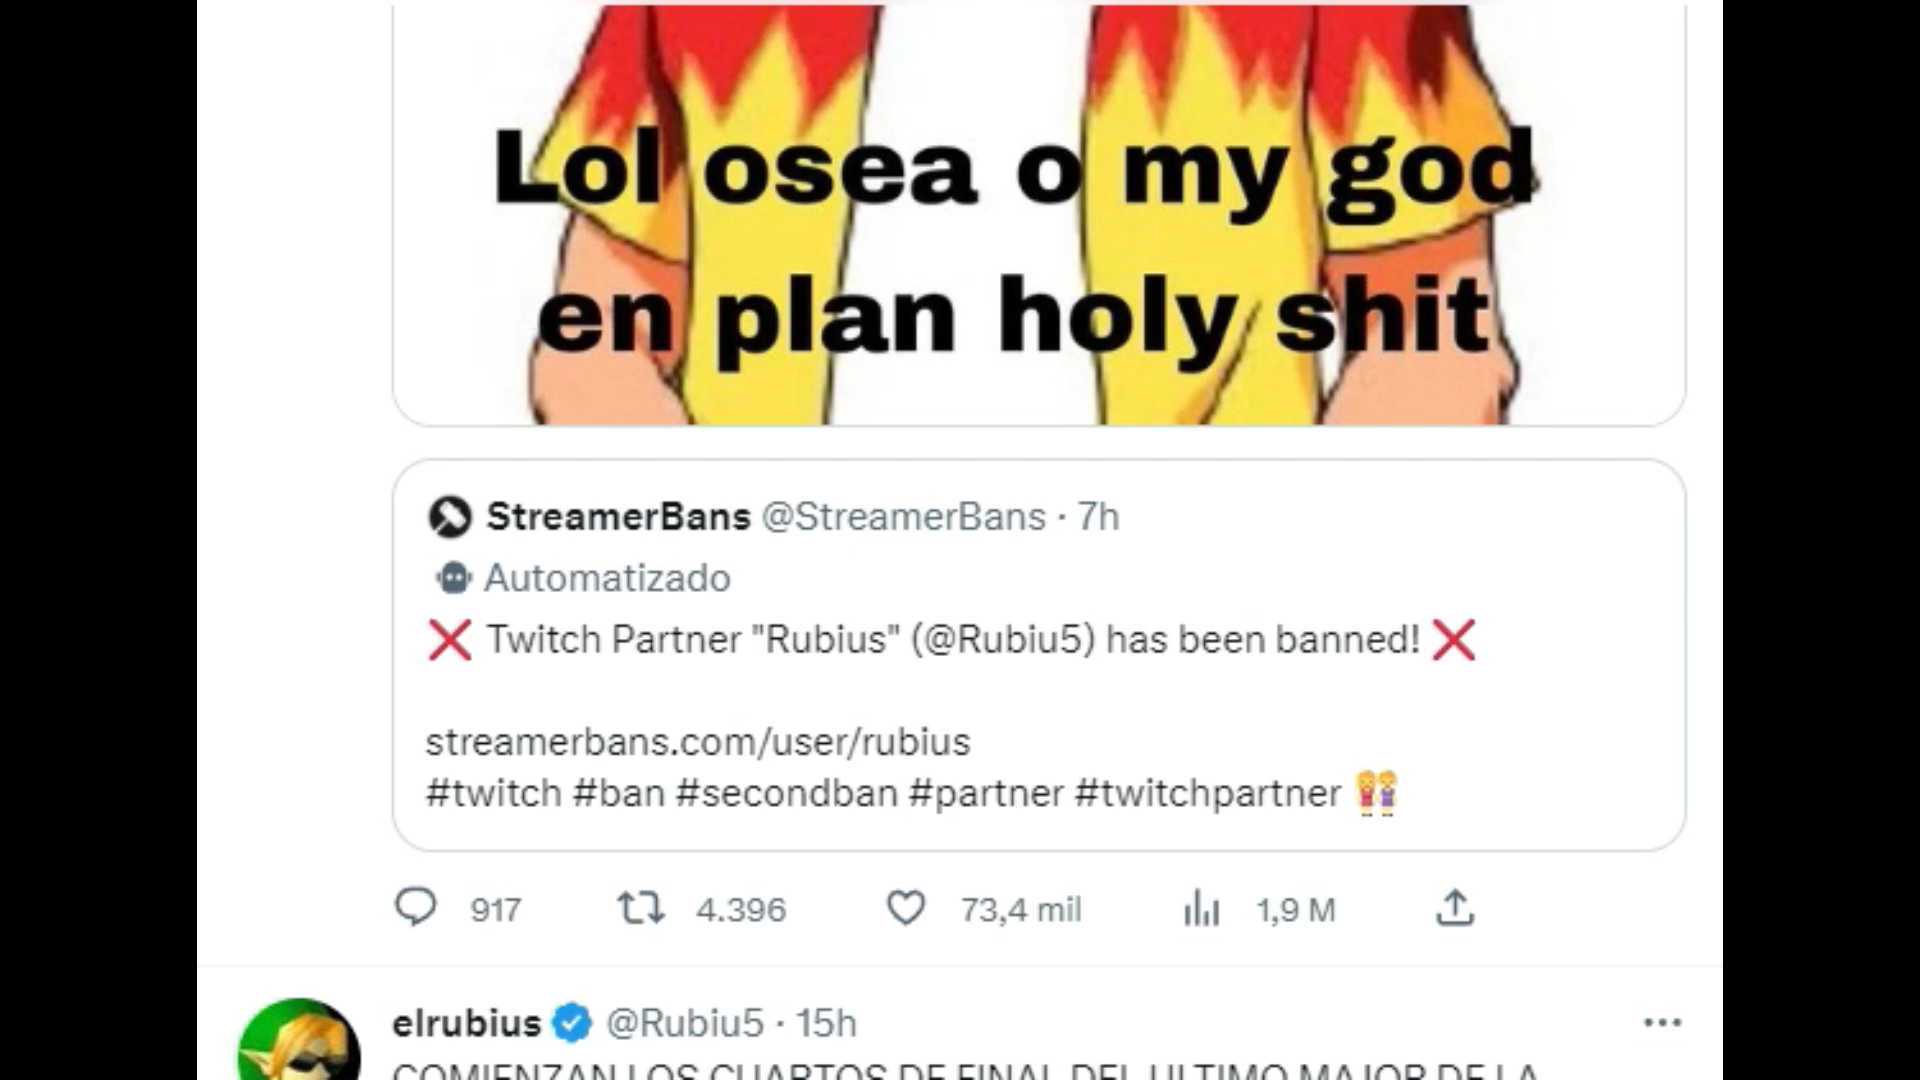 Lol osea o my god
en plan holy shit
StreamerBans @StreamerBans · 7h
Automatizado
❌ Twitch Partner "Rubius" (@Rubiu5) has been banned! ❌
streamerbans.com/user/rubius
#twitch #ban #secondban #partner #twitchpartner 👭
917 4.396 73,4 mil 1,9 M
elrubius @Rubiu5 · 15h
COMIENZAN LOS CUARTOS DE FINAL DEL ULTIMO MAJOR DE LA